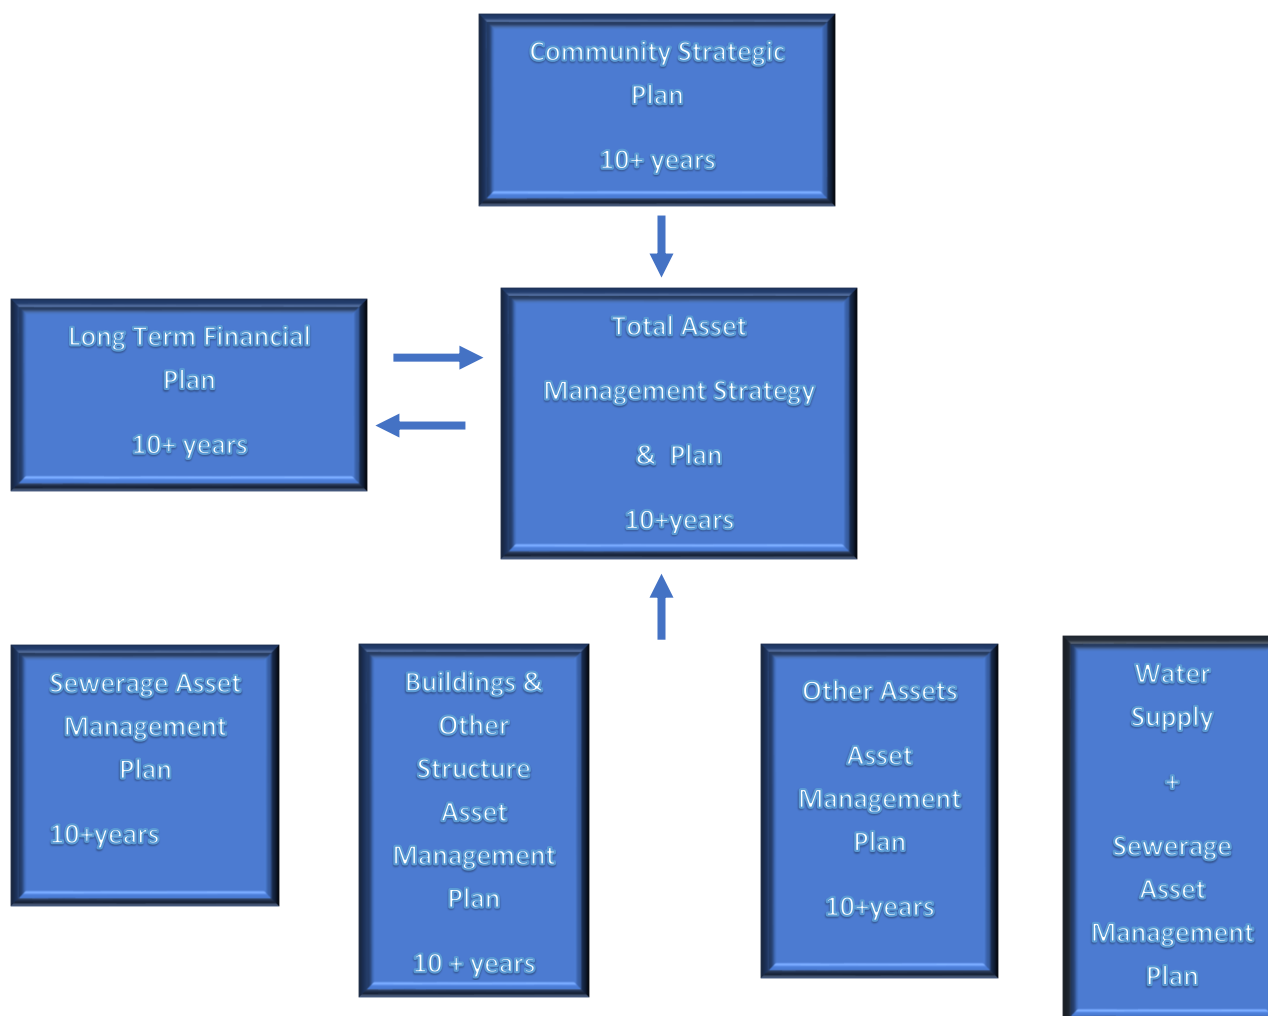 Community Strategic
Plan
10+ years
Long Term Financial
Plan
10+ years
Total Asset
Management Strategy
& Plan
10+years
Sewerage Asset
Management
Plan
10+years
Buildings &
Other
Structure
Asset
Management
Plan
10 + years
Other Assets
Asset
Management
Plan
10+years
Water
Supply
+
Sewerage
Asset
Management
Plan